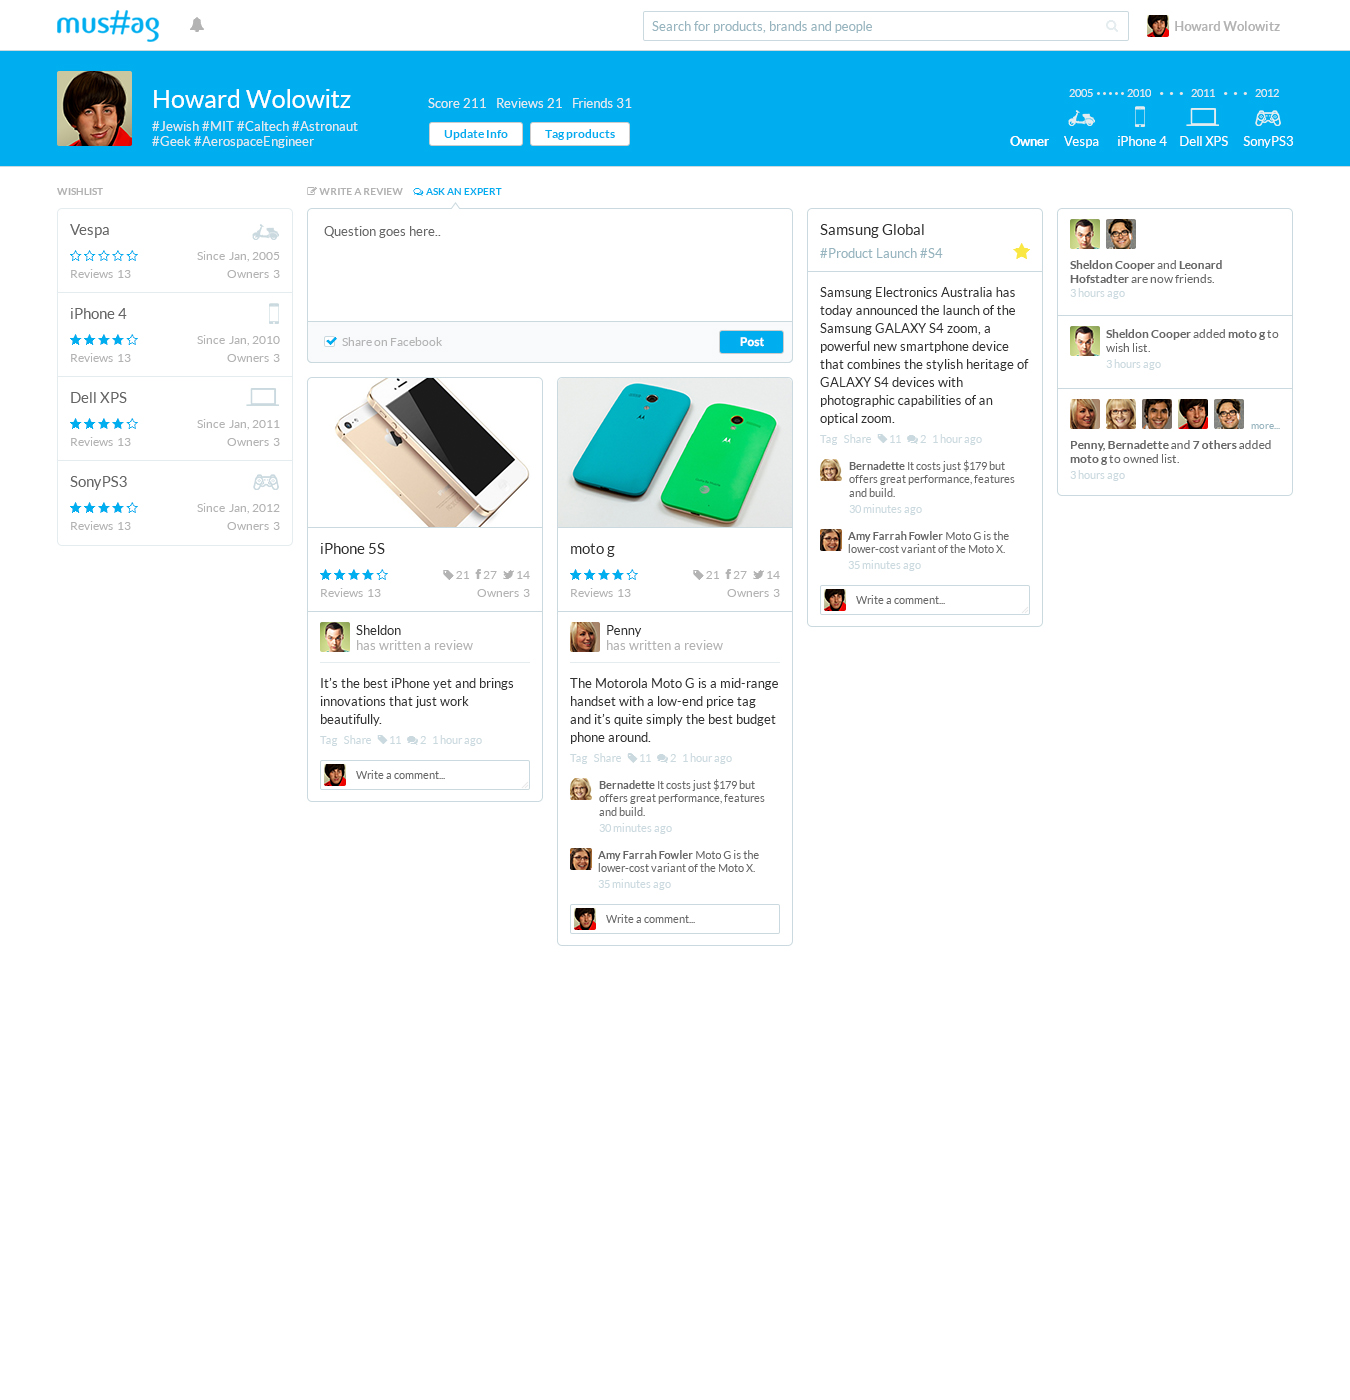 mus#ag
Search for products, brands and people
Howard Wolowitz
Howard Wolowitz
#Jewish #MIT #Caltech #Astronaut
#Geek #AerospaceEngineer
Score 211 Reviews 21 Friends 31
Update Info Tag products
2005 2010 2011 2012
Owner Vespa iPhone 4 Dell XPS SonyPS3
WISHLIST
Vespa
Since Jan, 2005
Reviews 13 Owners 3
iPhone 4
Since Jan, 2010
Reviews 13 Owners 3
Dell XPS
Since Jan, 2011
Reviews 13 Owners 3
SonyPS3
Since Jan, 2012
Reviews 13 Owners 3
WRITE A REVIEW ASK AN EXPERT
Question goes here..
Share on Facebook Post
iPhone 5S
21 27 14
Reviews 13 Owners 3
Sheldon
has written a review
It's the best iPhone yet and brings
innovations that just work
beautifully.
Tag Share 11 2 1 hour ago
Write a comment...
moto g
21 27 14
Reviews 13 Owners 3
Penny
has written a review
The Motorola Moto G is a mid-range
handset with a low-end price tag
and it's quite simply the best budget
phone around.
Tag Share 11 2 1 hour ago
Bernadette It costs just $179 but
offers great performance, features
and build.
30 minutes ago
Amy Farrah Fowler Moto G is the
lower-cost variant of the Moto X.
35 minutes ago
Write a comment...
Samsung Global
#Product Launch #S4
Samsung Electronics Australia has
today announced the launch of the
Samsung GALAXY S4 zoom, a
powerful new smartphone device
that combines the stylish heritage of
GALAXY S4 devices with
photographic capabilities of an
optical zoom.
Tag Share 11 2 1 hour ago
Bernadette It costs just $179 but
offers great performance, features
and build.
30 minutes ago
Amy Farrah Fowler Moto G is the
lower-cost variant of the Moto X.
35 minutes ago
Write a comment...
Sheldon Cooper and Leonard
Hofstadter are now friends.
3 hours ago
Sheldon Cooper added moto g to
wish list.
3 hours ago
more...
Penny, Bernadette and 7 others added
moto g to owned list.
3 hours ago